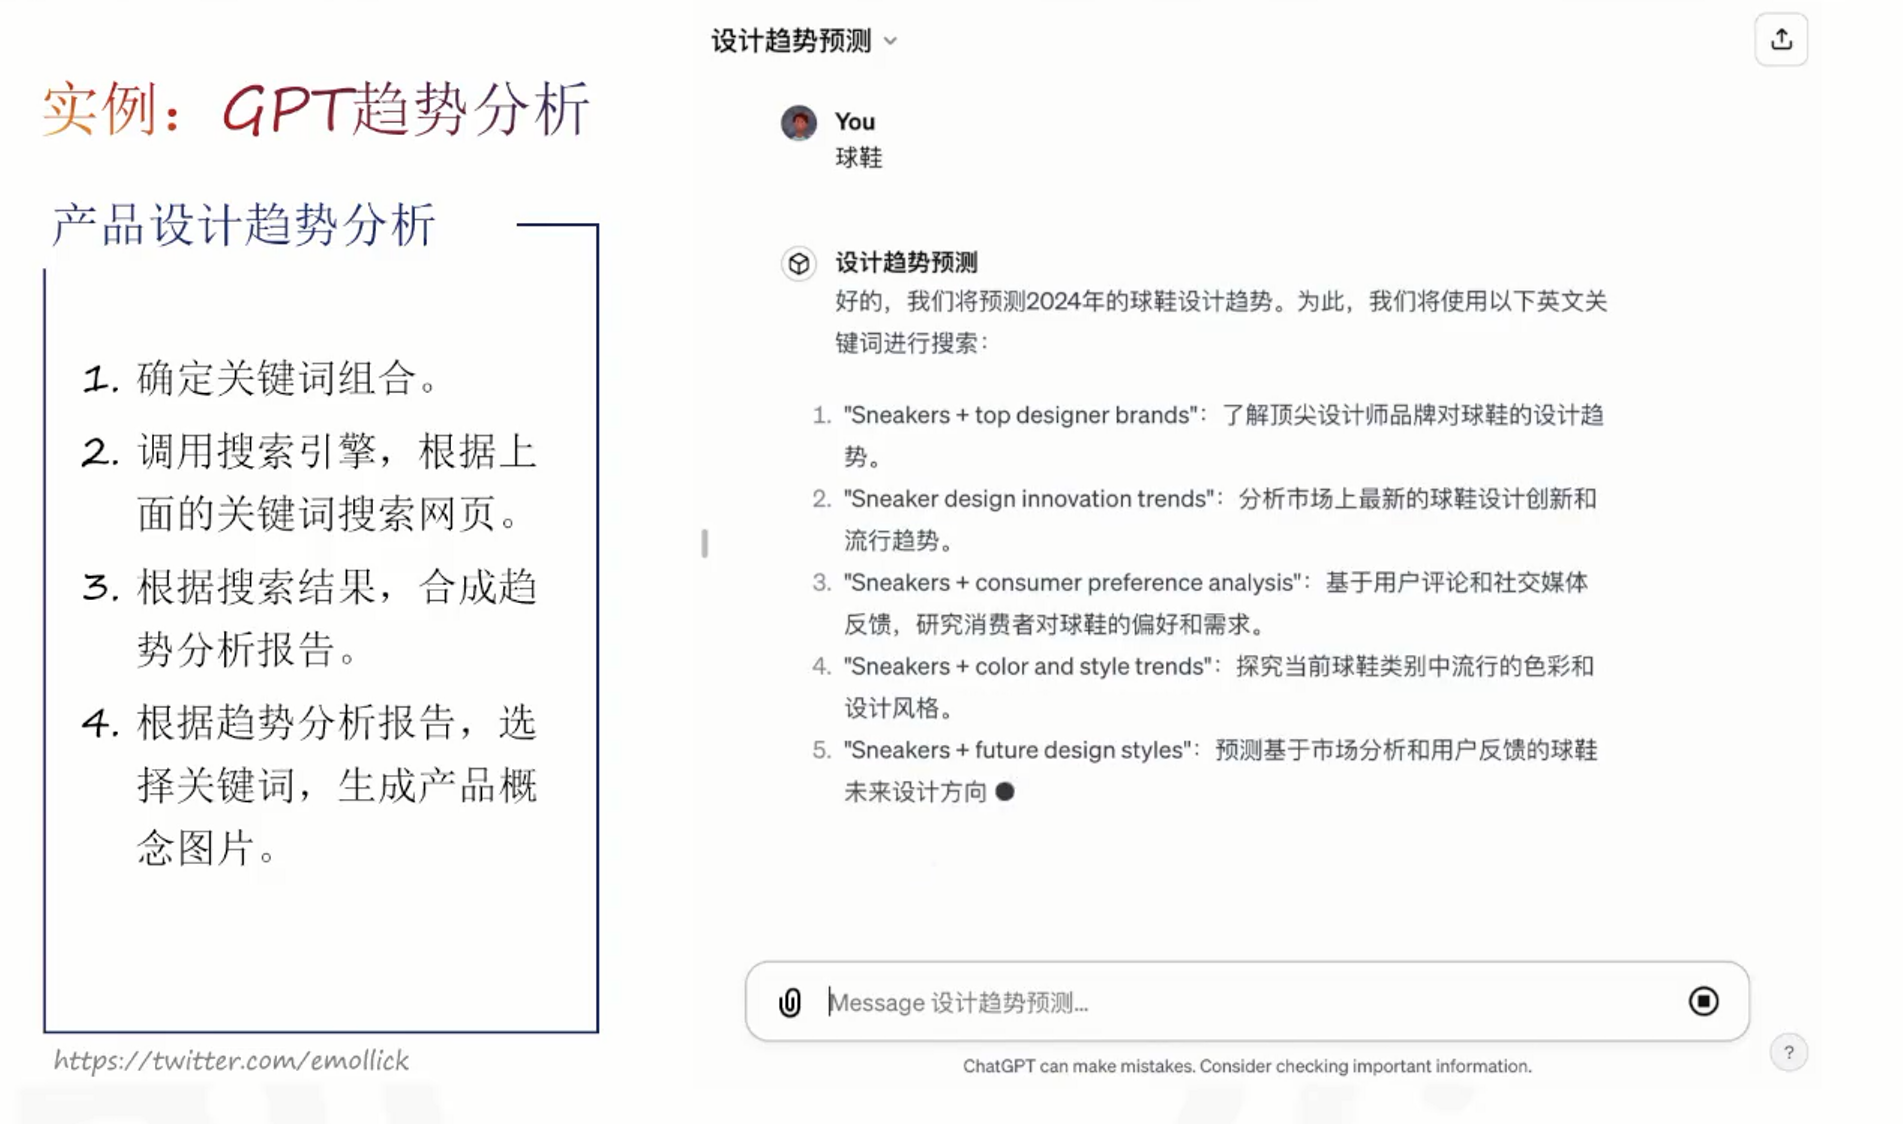 实例：GPT趋势分析
产品设计趋势分析
1. 确定关键词组合。
2. 调用搜索引擎，根据上
面的关键词搜索网页。
3. 根据搜索结果，合成趋
势分析报告。
4. 根据趋势分析报告，选
择关键词，生成产品概
念图片。
https://twitter.com/emollick
设计趋势预测
You
球鞋
设计趋势预测
好的，我们将预测2024年的球鞋设计趋势。为此，我们将使用以下英文关
键词进行搜索：
1. "Sneakers + top designer brands"：了解顶尖设计师品牌对球鞋的设计趋
势。
2. "Sneaker design innovation trends"：分析市场上最新的球鞋设计创新和
流行趋势。
3. "Sneakers + consumer preference analysis"：基于用户评论和社交媒体
反馈，研究消费者对球鞋的偏好和需求。
4. "Sneakers + color and style trends"：探究当前球鞋类别中流行的色彩和
设计风格。
5. "Sneakers + future design styles"：预测基于市场分析和用户反馈的球鞋
未来设计方向
Message 设计趋势预测...
ChatGPT can make mistakes. Consider checking important information.
?